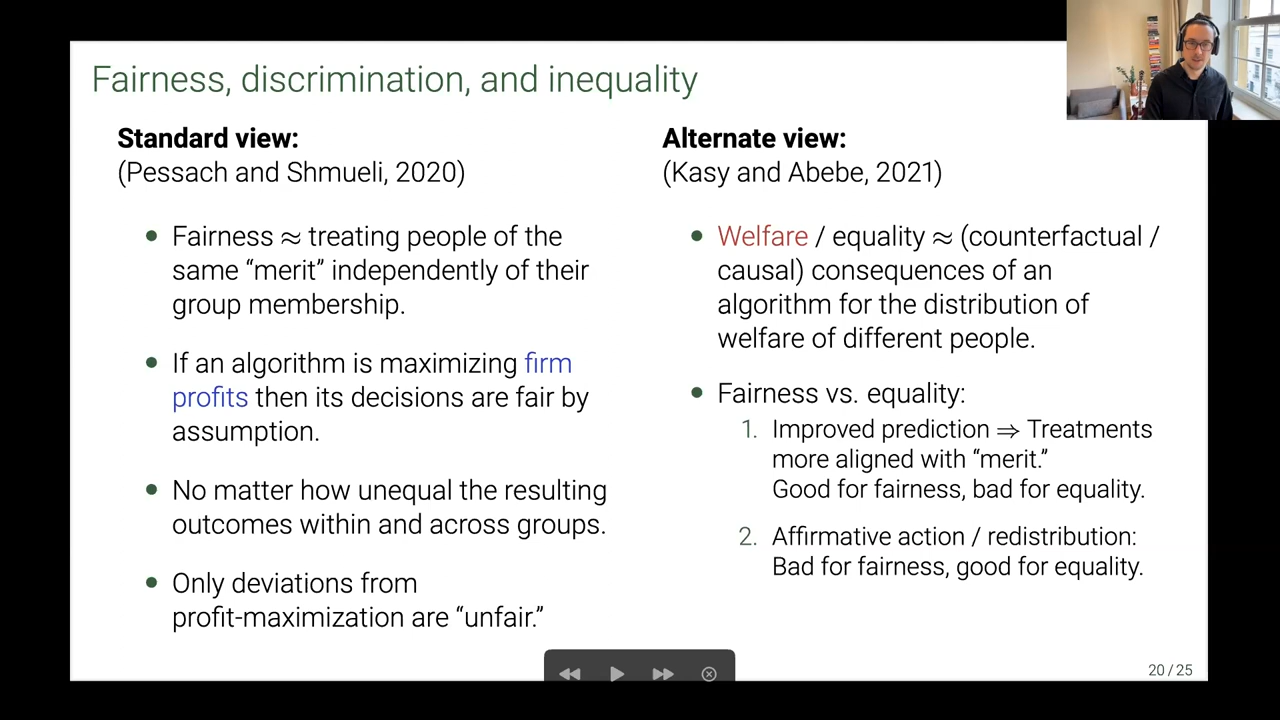 Fairness, discrimination, and inequality
Standard view:
(Pessach and Shmueli, 2020)
• Fairness ≈ treating people of the
same “merit” independently of their
group membership.
• If an algorithm is maximizing firm
profits then its decisions are fair by
assumption.
• No matter how unequal the resulting
outcomes within and across groups.
• Only deviations from
profit-maximization are “unfair.”
Alternate view:
(Kasy and Abebe, 2021)
• Welfare / equality ≈ (counterfactual /
causal) consequences of an
algorithm for the distribution of
welfare of different people.
• Fairness vs. equality:
1. Improved prediction ⇒ Treatments
more aligned with “merit.”
Good for fairness, bad for equality.
2. Affirmative action / redistribution:
Bad for fairness, good for equality.
20 / 25